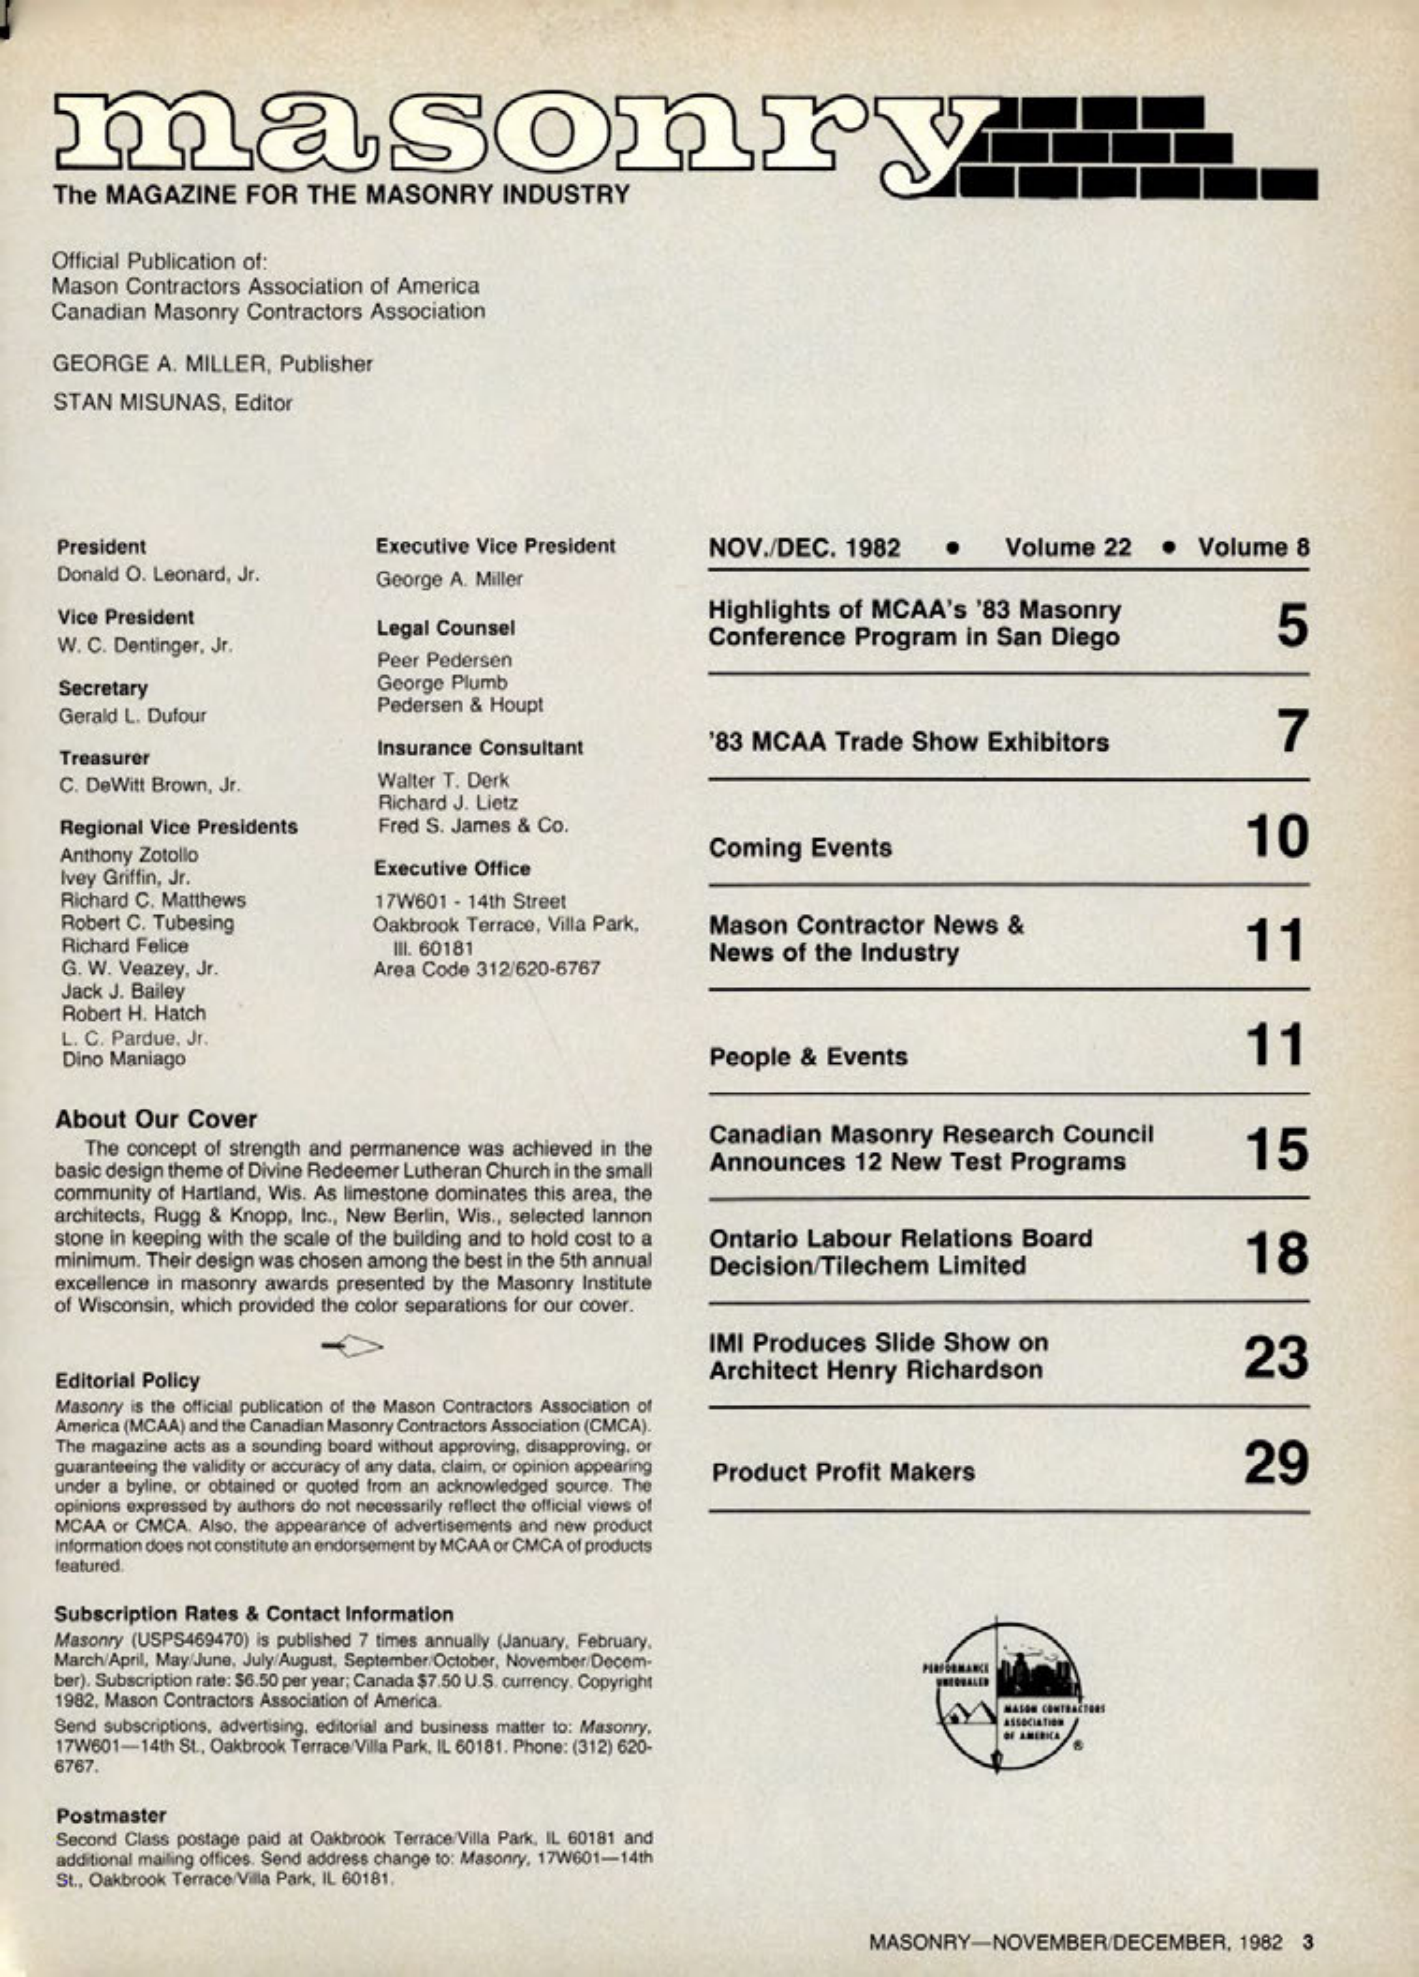 masonry
The MAGAZINE FOR THE MASONRY INDUSTRY
Official Publication of:
Mason Contractors Association of America
Canadian Masonry Contractors Association
GEORGE A. MILLER, Publisher
STAN MISUNAS, Editor
President
Donald O. Leonard, Jr.
Vice President
W. C. Dentinger, Jr.
Secretary
Gerald L. Dufour
Treasurer
C. DeWitt Brown, Jr.
Regional Vice Presidents
Anthony Zotollo
Ivey Griffin, Jr.
Richard C. Matthews
Robert C. Tubesing
Richard Felice
G. W. Veazey, Jr.
Jack J. Bailey
Robert H. Hatch
L. C. Pardue, Jr.
Dino Maniago
Executive Vice President
George A. Miller
Legal Counsel
Peer Pedersen
George Plumb
Pedersen & Houpt
Insurance Consultant
Walter T. Derk
Richard J. Lietz
Fred S. James & Co.
Executive Office
17W601 - 14th Street
Oakbrook Terrace, Villa Park,
Ill. 60181
Area Code 312/620-6767
About Our Cover
The concept of strength and permanence was achieved in the
basic design theme of Divine Redeemer Lutheran Church in the small
community of Hartland, Wis. As limestone dominates this area, the
architects, Rugg & Knopp, Inc., New Berlin, Wis., selected lannon
stone in keeping with the scale of the building and to hold cost to a
minimum. Their design was chosen among the best in the 5th annual
excellence in masonry awards presented by the Masonry Institute
of Wisconsin, which provided the color separations for our cover.
Editorial Policy
Masonry is the official publication of the Mason Contractors Association of
America (MCAA) and the Canadian Masonry Contractors Association (CMCA).
The magazine acts as a sounding board without approving, disapproving, or
guaranteeing the validity or accuracy of any data, claim, or opinion appearing
under a byline, or obtained or quoted from an acknowledged source. The
opinions expressed by authors do not necessarily reflect the official views of
MCAA or CMCA. Also, the appearance of advertisements and new product
information does not constitute an endorsement by MCAA or CMCA of products
featured.
Subscription Rates & Contact Information
Masonry (USPS469470) is published 7 times annually (January, February,
March/April, May/June, July/August, September/October, November/Decem-
ber). Subscription rate: $6.50 per year; Canada $7.50 U.S. currency. Copyright
1982, Mason Contractors Association of America.
Send subscriptions, advertising, editorial and business matter to: Masonry,
17W601—14th St., Oakbrook Terrace/Villa Park, IL 60181. Phone: (312) 620-
6767.
Postmaster
Second Class postage paid at Oakbrook Terrace/Villa Park, IL 60181 and
additional mailing offices. Send address change to: Masonry, 17W601—14th
St., Oakbrook Terrace/Villa Park, IL 60181.
NOV./DEC. 1982 • Volume 22 • Volume 8
Highlights of MCAA's '83 Masonry
Conference Program in San Diego 5
'83 MCAA Trade Show Exhibitors 7
Coming Events 10
Mason Contractor News &
News of the Industry 11
People & Events 11
Canadian Masonry Research Council
Announces 12 New Test Programs 15
Ontario Labour Relations Board
Decision/Tilechem Limited 18
IMI Produces Slide Show on
Architect Henry Richardson 23
Product Profit Makers 29
PERFORMANCE
UNEQUALED
MASON CONTRACTORS
ASSOCIATION
OF AMERICA
®
MASONRY—NOVEMBER/DECEMBER, 1982 3